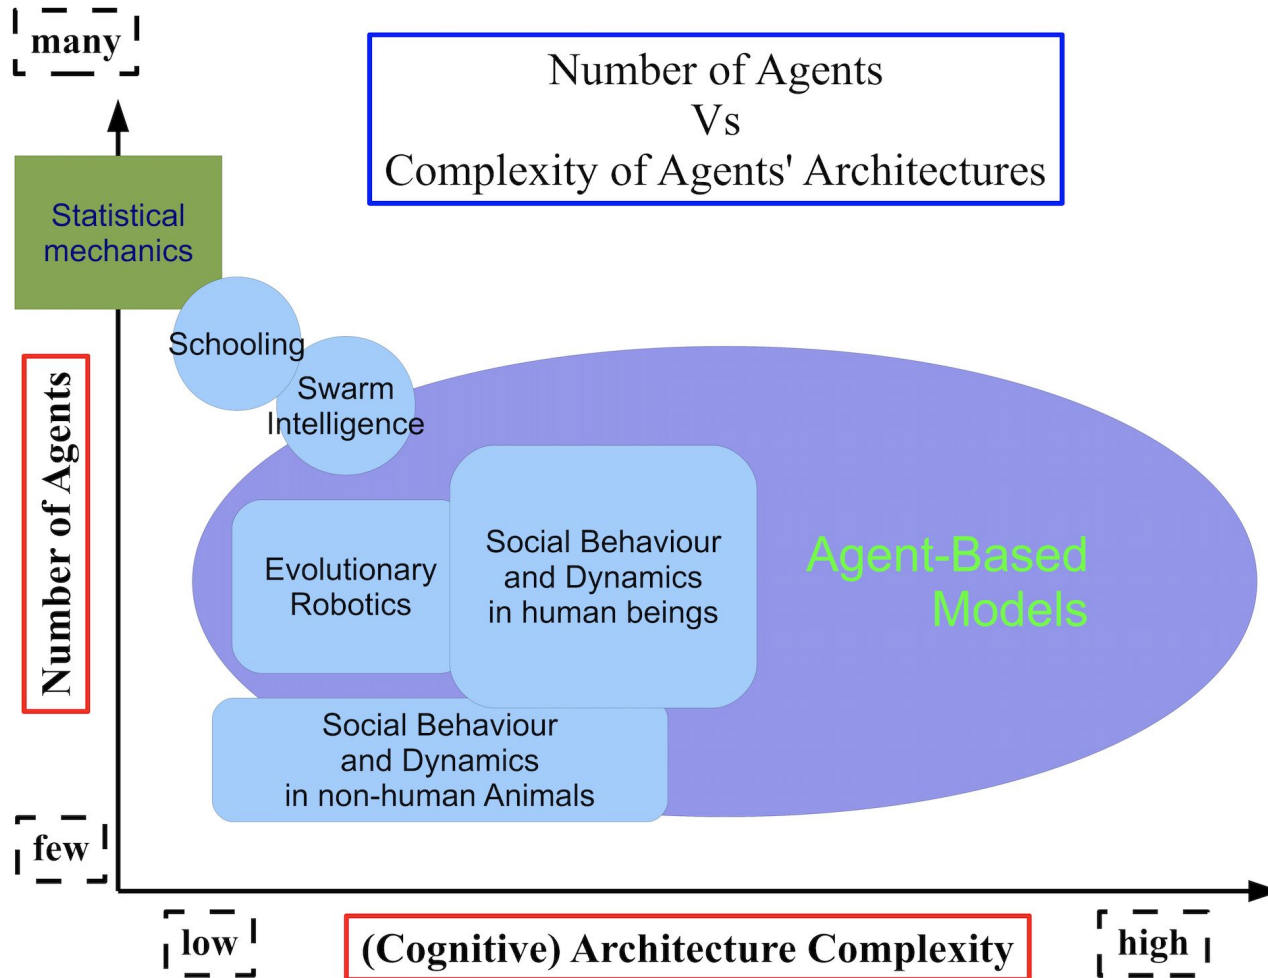 many
Number of Agents
Vs
Complexity of Agents' Architectures
Statistical
mechanics
Schooling
Swarm
Intelligence
Number of Agents
Evolutionary
Robotics
Social Behaviour
and Dynamics
in human beings
Agent-Based
Models
Social Behaviour
and Dynamics
in non-human Animals
few
low
(Cognitive) Architecture Complexity
high